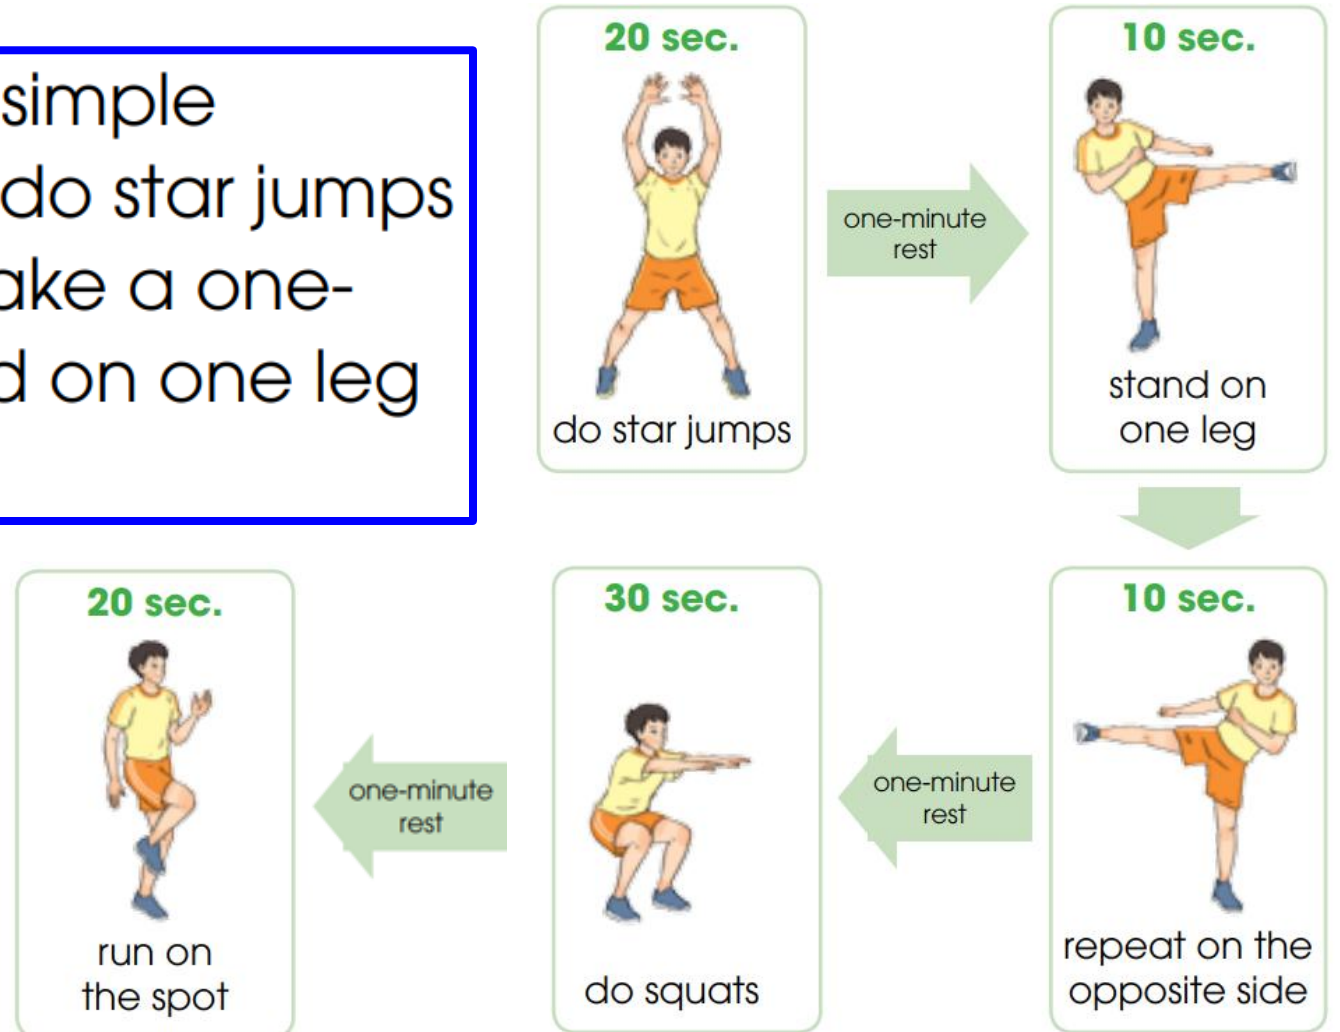 simple
do star jumps
ake a one-
d on one leg
20 sec.
do star jumps
one-minute
rest
10 sec.
stand on
one leg
10 sec.
repeat on the
opposite side
one-minute
rest
30 sec.
do squats
one-minute
rest
20 sec.
run on
the spot